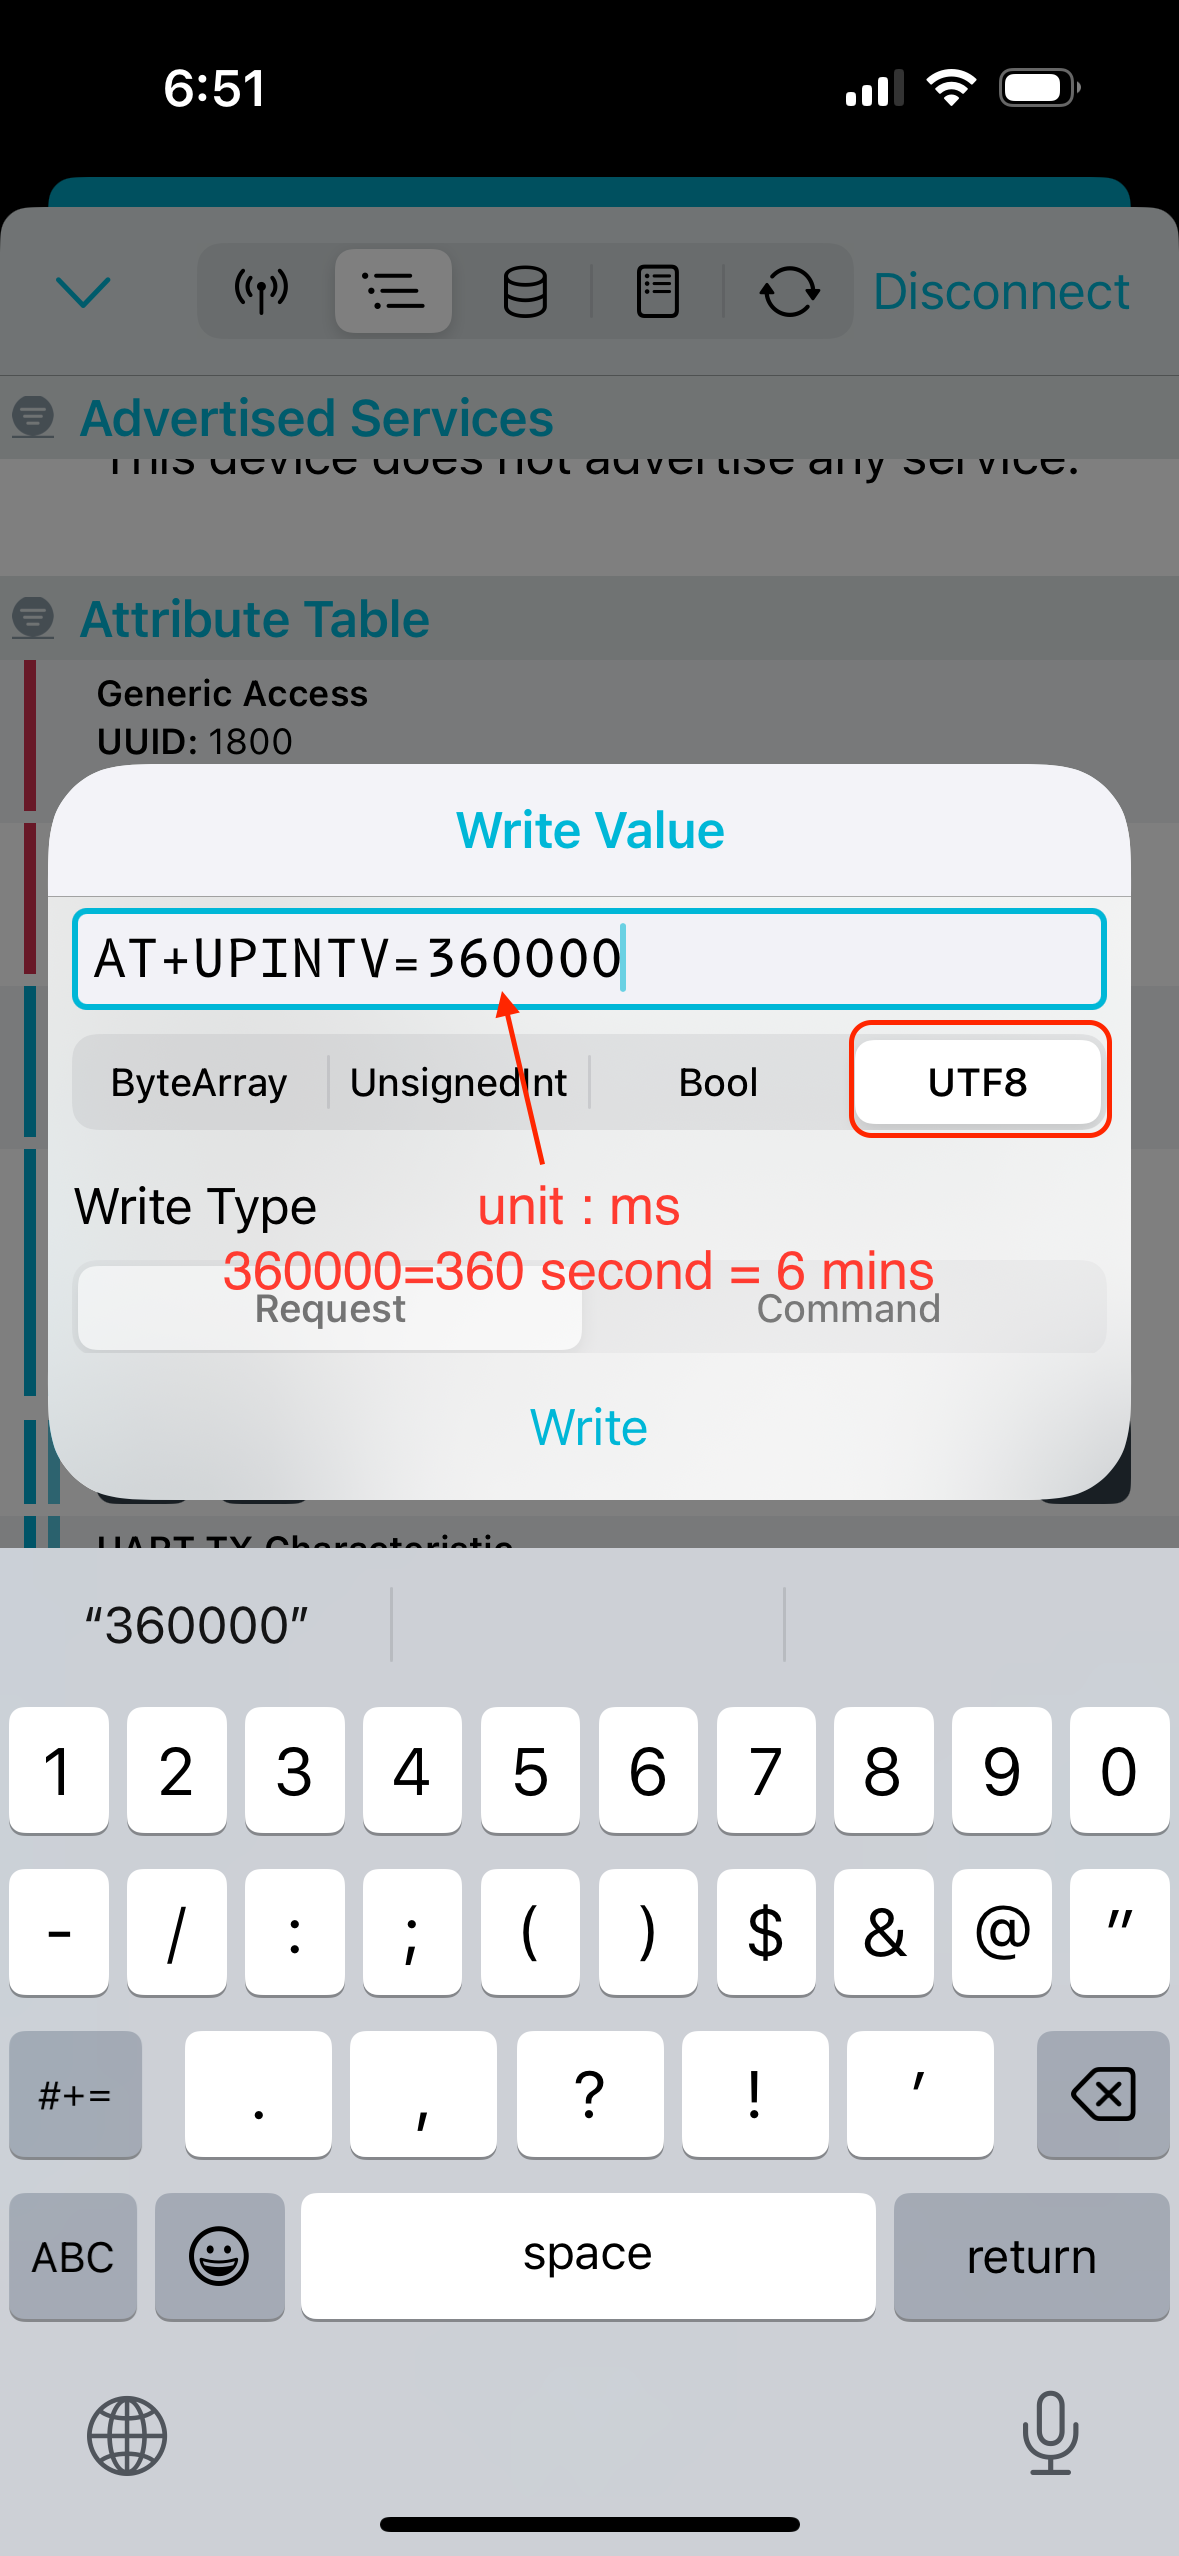 6:51
Disconnect
Advertised Services
This device does not advertise any service.
Attribute Table
Generic Access
UUID: 1800
Write Value
AT+UPINTV=360000
ByteArray UnsignedInt Bool UTF8
Write Type unit : ms
360000=360 second = 6 mins
Request Command
Write
UART TX Characteristic
“360000”
1 2 3 4 5 6 7 8 9 0
- / : ; ( ) $ & @ "
#+= . , ? ! '
ABC space return